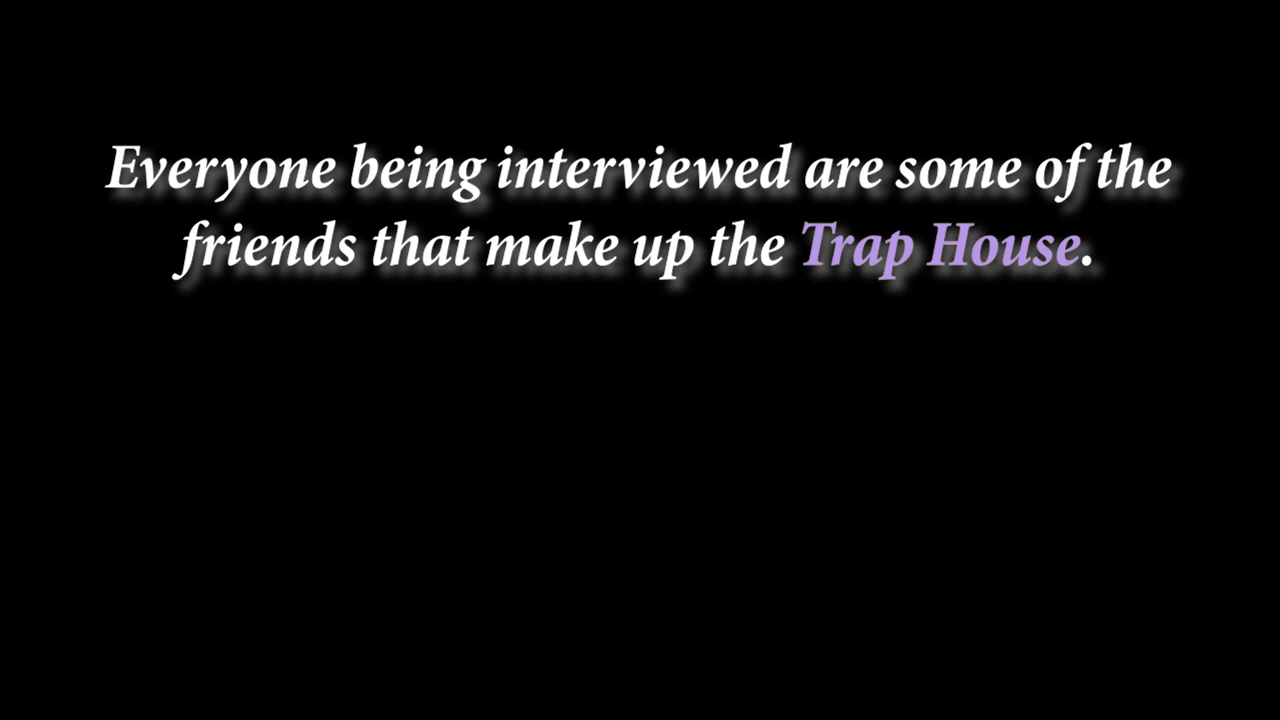 Everyone being interviewed are some of the
friends that make up the Trap House.